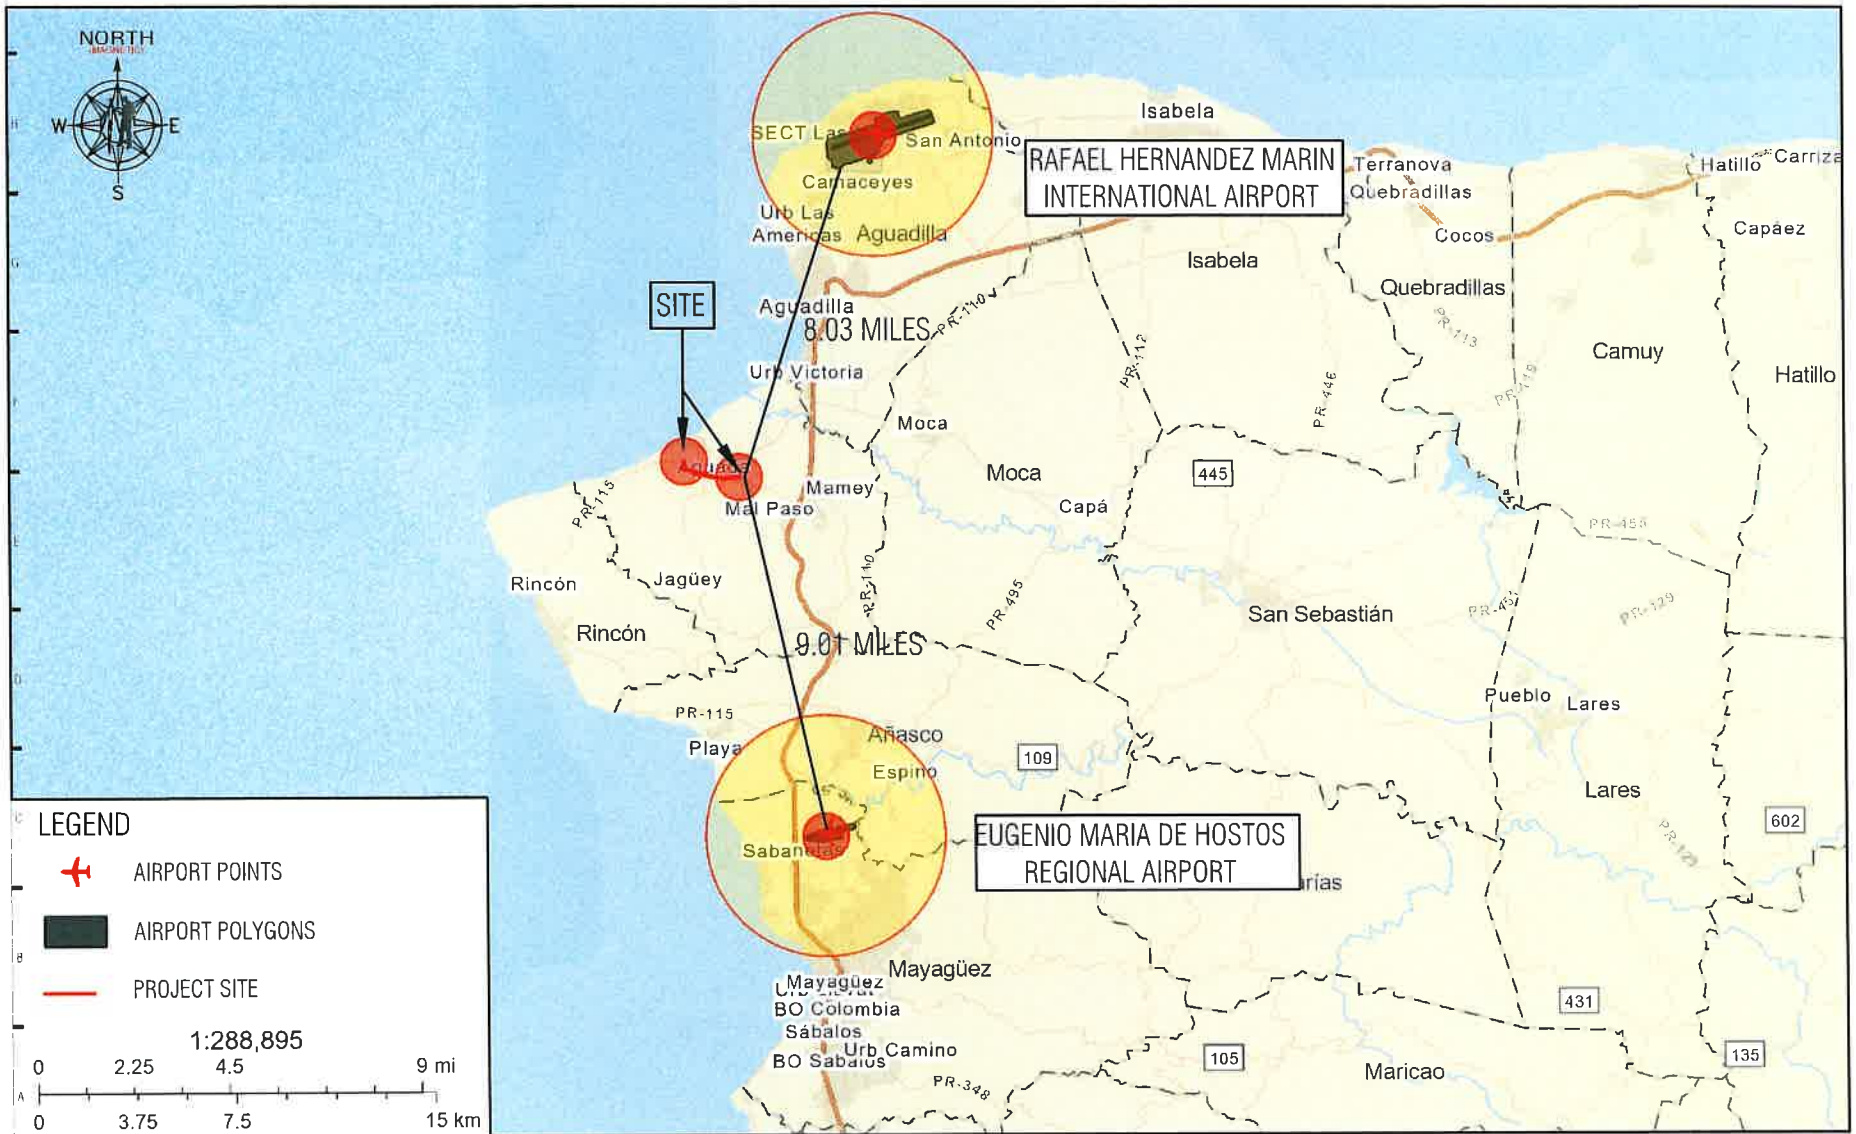 NORTH
(MAGNETIC)
N
W
E
S
Isabela
SECT Las
San Antonio
RAFAEL HERNANDEZ MARIN
INTERNATIONAL AIRPORT
Terranova
Quebradillas
Hatillo
Carriza
Camaceyes
Urb Las
Americas
Aguadilla
Cocos
Capáez
Isabela
Quebradillas
SITE
Aguadilla
8.03 MILES
PR-110
PR-113
PR-112
Camuy
Urb Victoria
PR-446
PR-119
Hatillo
Moca
Aguada
Moca
445
Mamey
Mal Paso
Capá
PR-115
PR-455
Rincón
Jagüey
PR-110
PR-495
San Sebastián
PR-451
PR-129
Rincón
9.01 MILES
Pueblo
Lares
PR-115
Playa
Añasco
109
Espino
Lares
602
LEGEND
EUGENIO MARIA DE HOSTOS
REGIONAL AIRPORT
Sabanetas
PR-129
AIRPORT POINTS
arías
AIRPORT POLYGONS
Mayagüez
Mayagüez
PROJECT SITE
BO Colombia
431
Sábalos
1:288,895
Urb Camino
BO Sabalos
105
135
Maricao
0 2.25 4.5 9 mi
PR-348
0 3.75 7.5 15 km